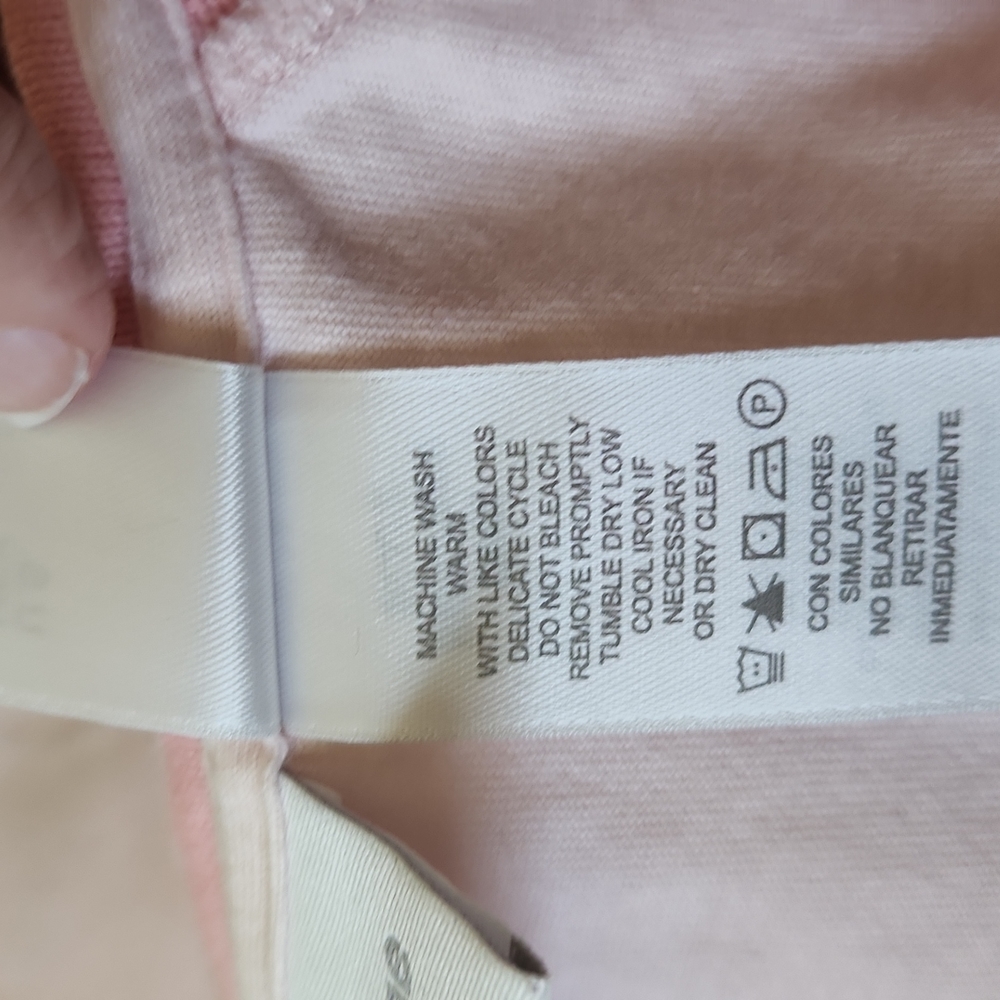 MACHINE WASH
WARM
WITH LIKE COLORS
DELICATE CYCLE
DO NOT BLEACH
REMOVE PROMPTLY
TUMBLE DRY LOW
COOL IRON IF
NECESSARY
OR DRY CLEAN
P
CON COLORES
SIMILARES
NO BLANQUEAR
RETIRAR
INMEDIATAMENTE